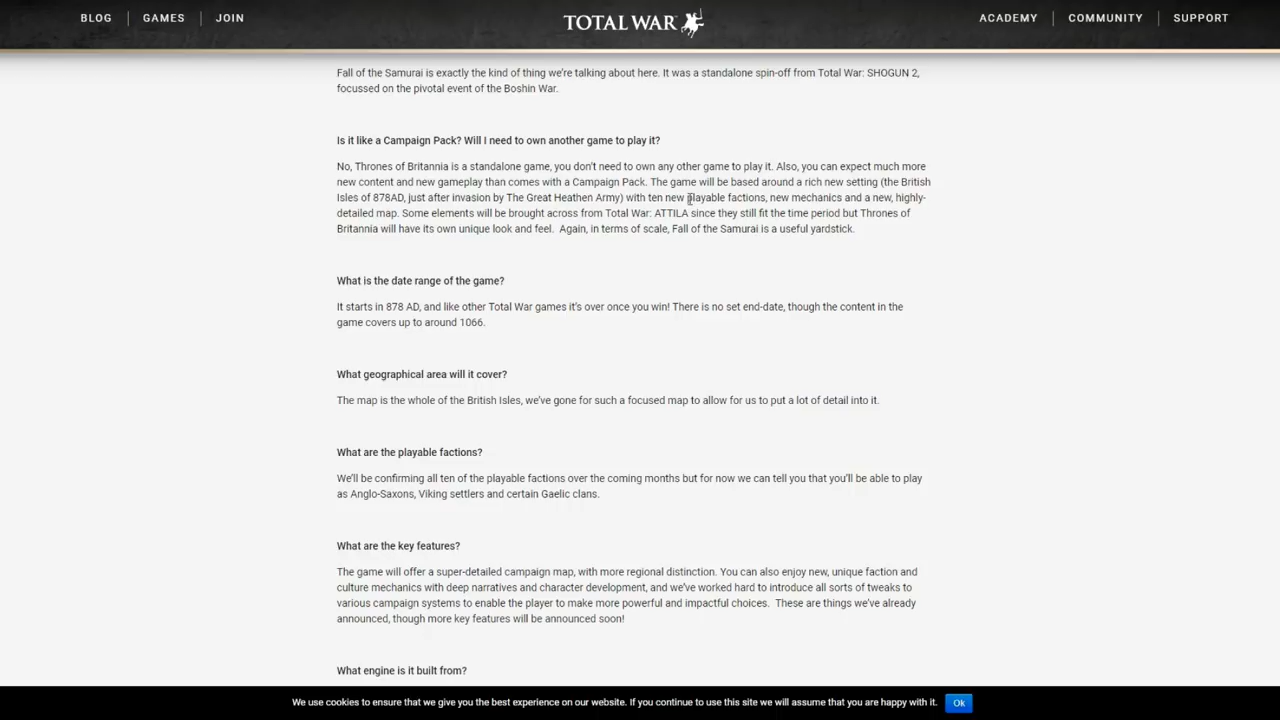 BLOG GAMES JOIN TOTAL WAR ACADEMY COMMUNITY SUPPORT
Fall of the Samurai is exactly the kind of thing we're talking about here. It was a standalone spin-off from Total War: SHOGUN 2,
focussed on the pivotal event of the Boshin War.
Is it like a Campaign Pack? Will I need to own another game to play it?
No, Thrones of Britannia is a standalone game, you don't need to own any other game to play it. Also, you can expect much more
new content and new gameplay than comes with a Campaign Pack. The game will be based around a rich new setting (the British
Isles of 878AD, just after invasion by The Great Heathen Army) with ten new playable factions, new mechanics and a new, highly-
detailed map. Some elements will be brought across from Total War: ATTILA since they still fit the time period but Thrones of
Britannia will have its own unique look and feel.  Again, in terms of scale, Fall of the Samurai is a useful yardstick.
What is the date range of the game?
It starts in 878 AD, and like other Total War games it's over once you win! There is no set end-date, though the content in the
game covers up to around 1066.
What geographical area will it cover?
The map is the whole of the British Isles, we've gone for such a focused map to allow for us to put a lot of detail into it.
What are the playable factions?
We'll be confirming all ten of the playable factions over the coming months but for now we can tell you that you'll be able to play
as Anglo-Saxons, Viking settlers and certain Gaelic clans.
What are the key features?
The game will offer a super-detailed campaign map, with more regional distinction. You can also enjoy new, unique faction and
culture mechanics with deep narratives and character development, and we've worked hard to introduce all sorts of tweaks to
various campaign systems to enable the player to make more powerful and impactful choices.  These are things we've already
announced, though more key features will be announced soon!
What engine is it built from?
We use cookies to ensure that we give you the best experience on our website. If you continue to use this site we will assume that you are happy with it. Ok